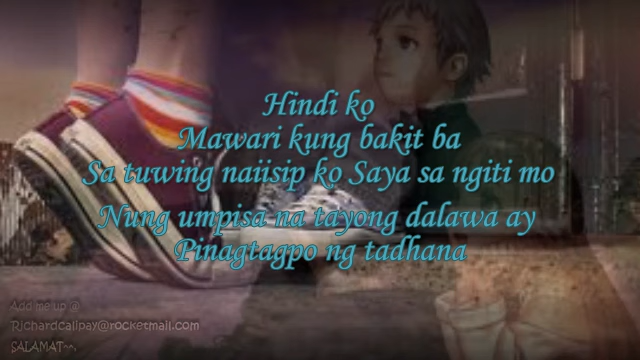 Hindi ko
Mawari kung bakit ba
Sa tuwing naiisip ko Saya sa ngiti mo
Nung umpisa na tayong dalawa ay
Pinagtagpo ng tadhana
Add me up @
Richardcalipay@rocketmail.com
SALAMAT^^